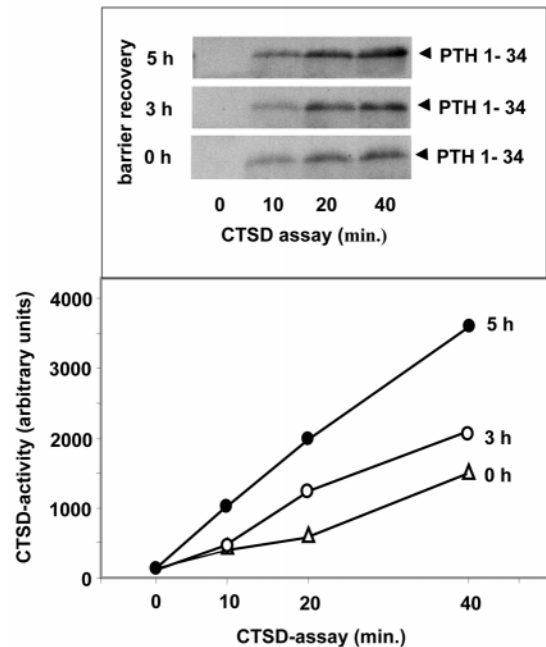 barrier recovery
5 h
PTH 1- 34
3 h
PTH 1- 34
0 h
PTH 1- 34
0 10 20 40
CTSD assay (min.)
CTSD-activity (arbitrary units)
4000
3000
2000
1000
0
5 h
3 h
0 h
0 10 20 40
CTSD-assay (min.)